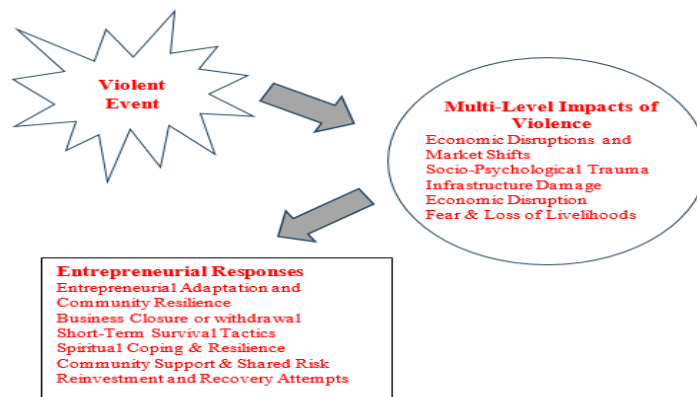 Violent
Event
Multi-Level Impacts of
Violence
Economic Disruptions and
Market Shifts
Socio-Psychological Trauma
Infrastructure Damage
Economic Disruption
Fear & Loss of Livelihoods
Entrepreneurial Responses
Entrepreneurial Adaptation and
Community Resilience
Business Closure or withdrawal
Short-Term Survival Tactics
Spiritual Coping & Resilience
Community Support & Shared Risk
Reinvestment and Recovery Attempts